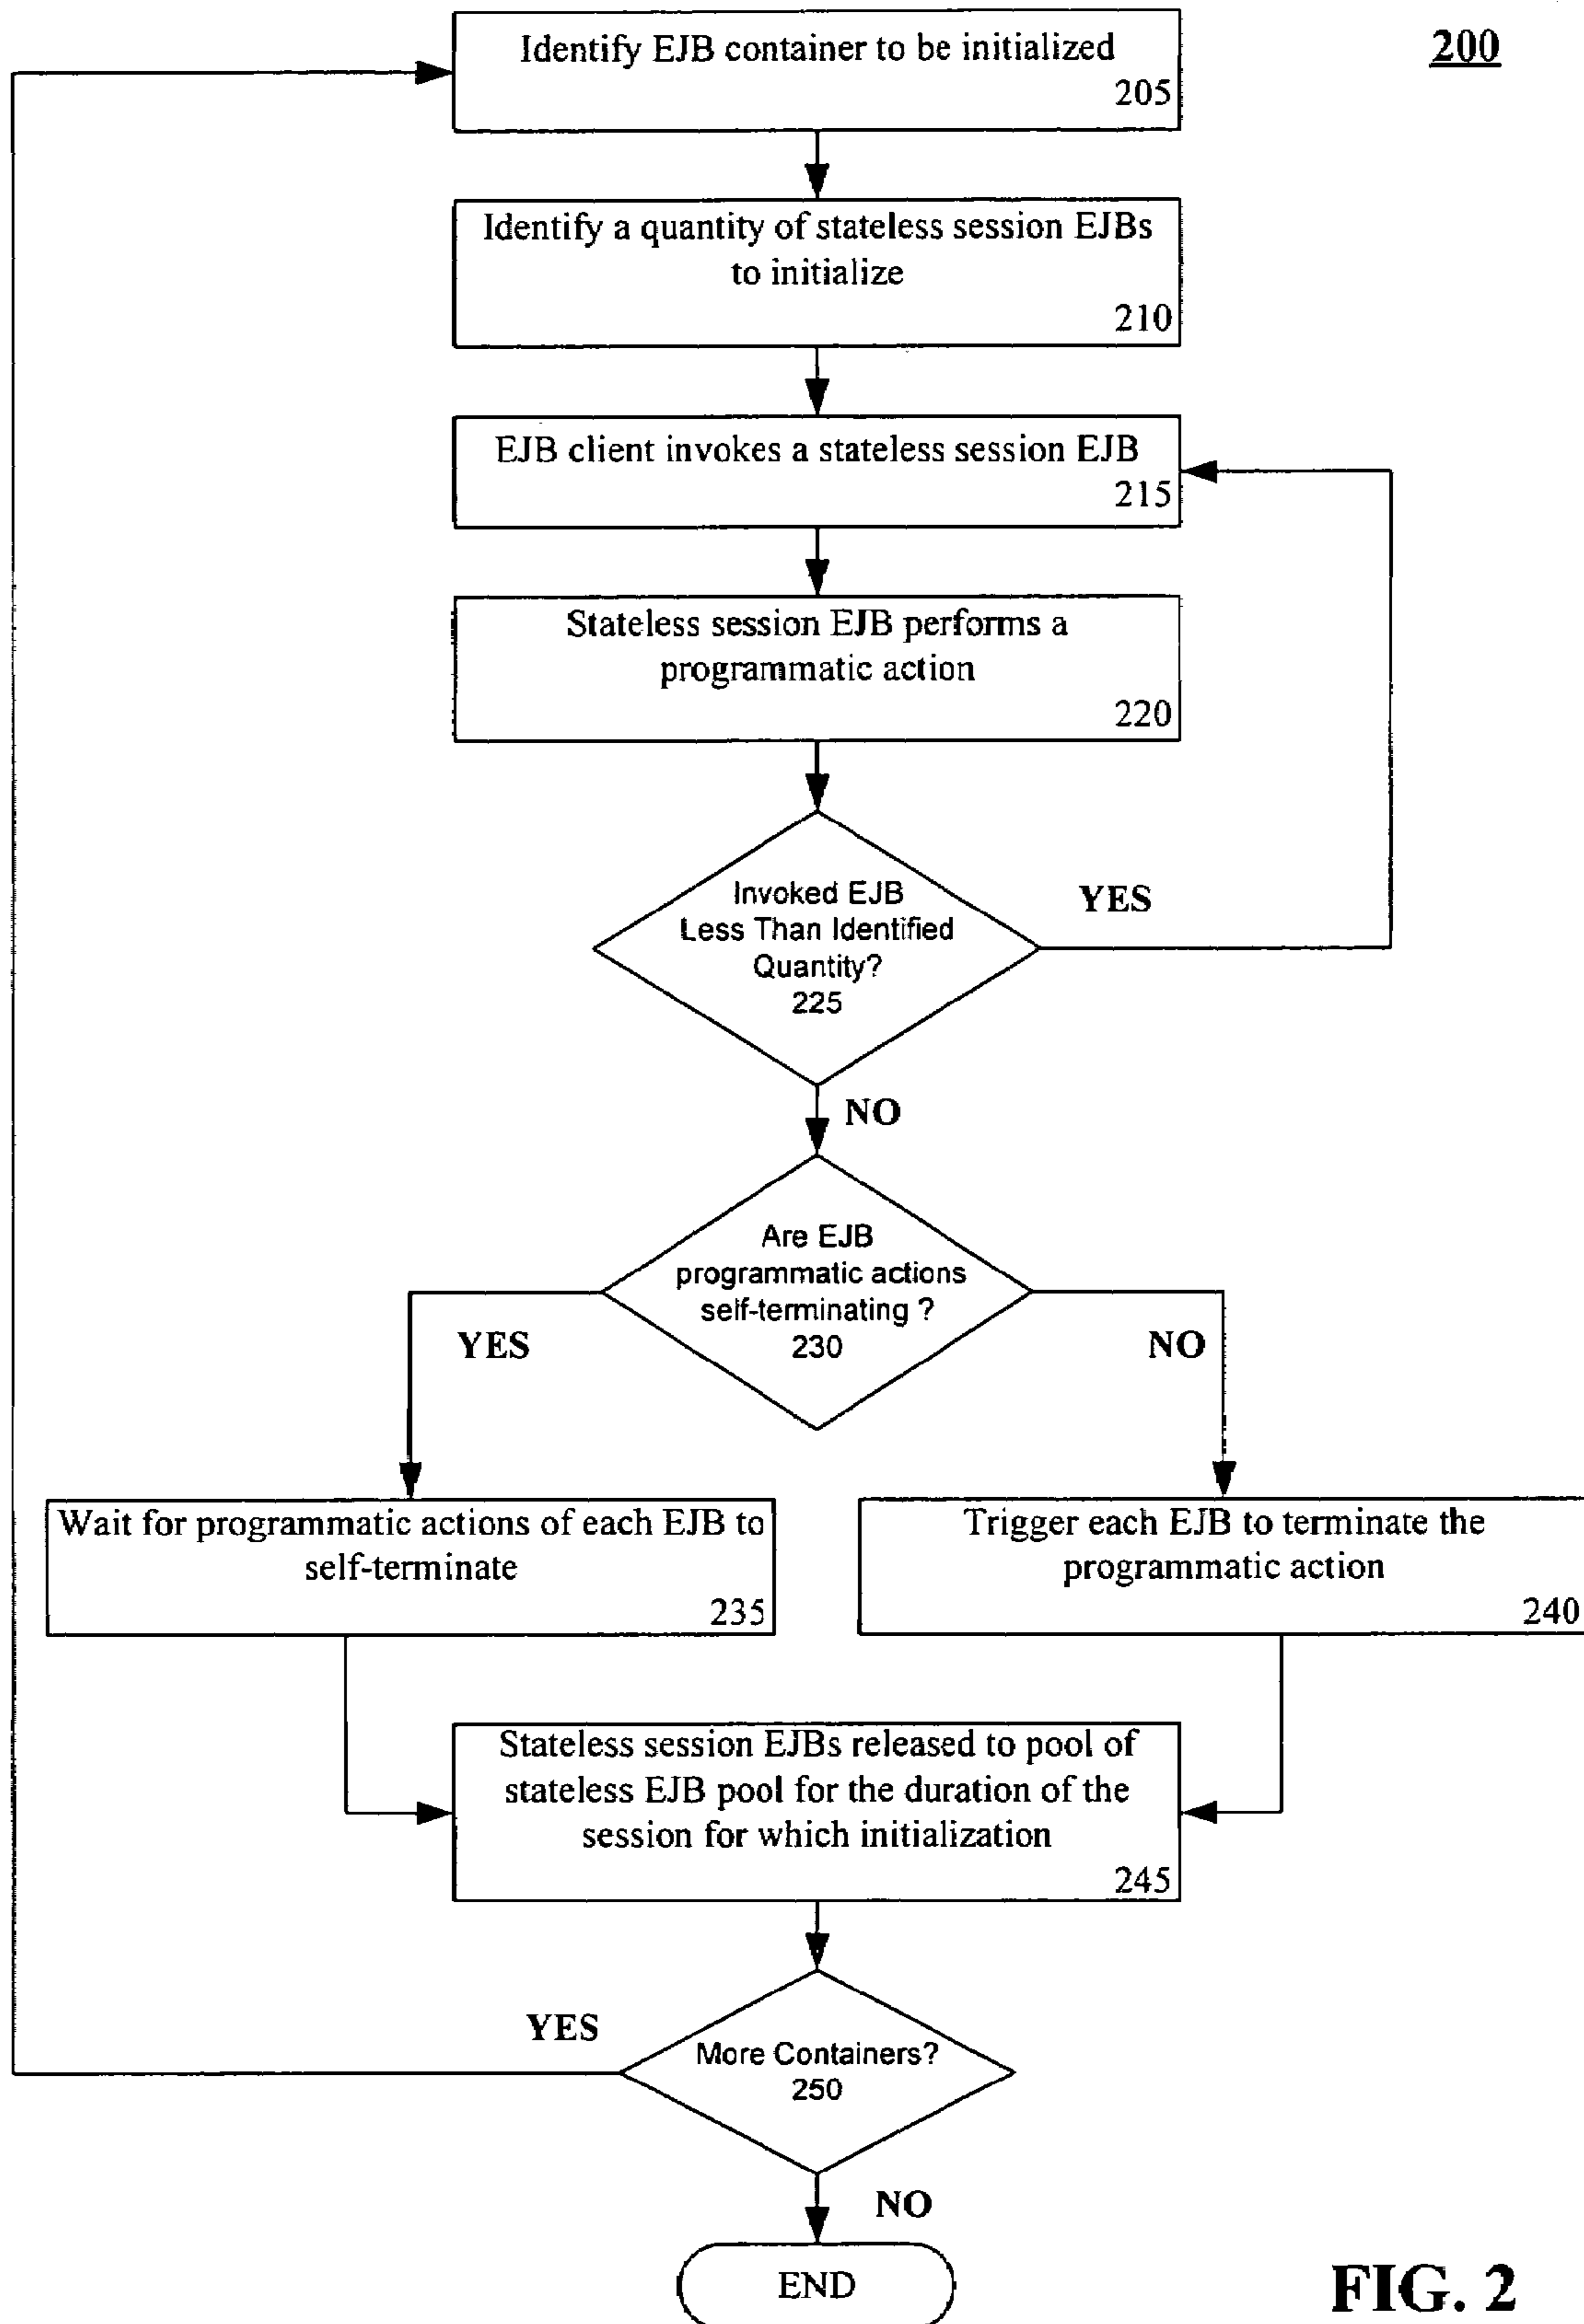 200
Identify EJB container to be initialized
205
Identify a quantity of stateless session EJBs
to initialize
210
EJB client invokes a stateless session EJB
215
Stateless session EJB performs a
programmatic action
220
Invoked EJB
Less Than Identified
Quantity?
225
YES
NO
Are EJB
programmatic actions
self-terminating ?
230
YES
NO
Wait for programmatic actions of each EJB to
self-terminate
235
Trigger each EJB to terminate the
programmatic action
240
Stateless session EJBs released to pool of
stateless EJB pool for the duration of the
session for which initialization
245
YES
More Containers?
250
NO
END
FIG. 2